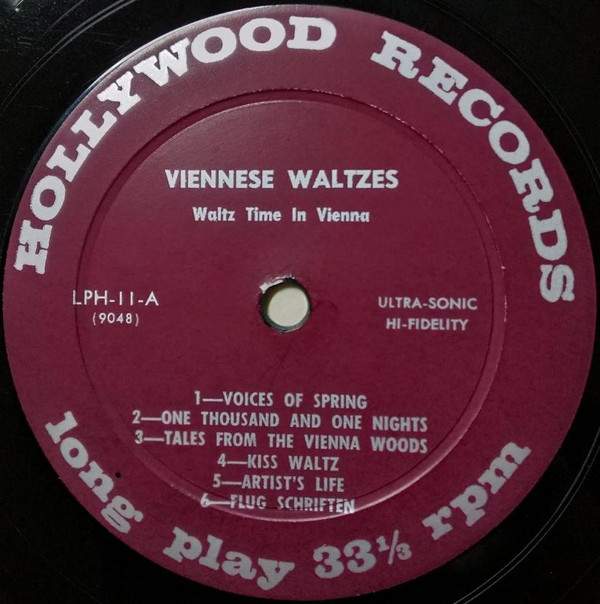 HOLLYWOOD RECORDS
VIENNESE WALTZES
Waltz Time In Vienna
LPH-11-A
(9048)
ULTRA-SONIC
HI-FIDELITY
1—VOICES OF SPRING
2—ONE THOUSAND AND ONE NIGHTS
3—TALES FROM THE VIENNA WOODS
4—KISS WALTZ
5—ARTIST'S LIFE
6—FLUG SCHRIFTEN
long play 33⅓ rpm